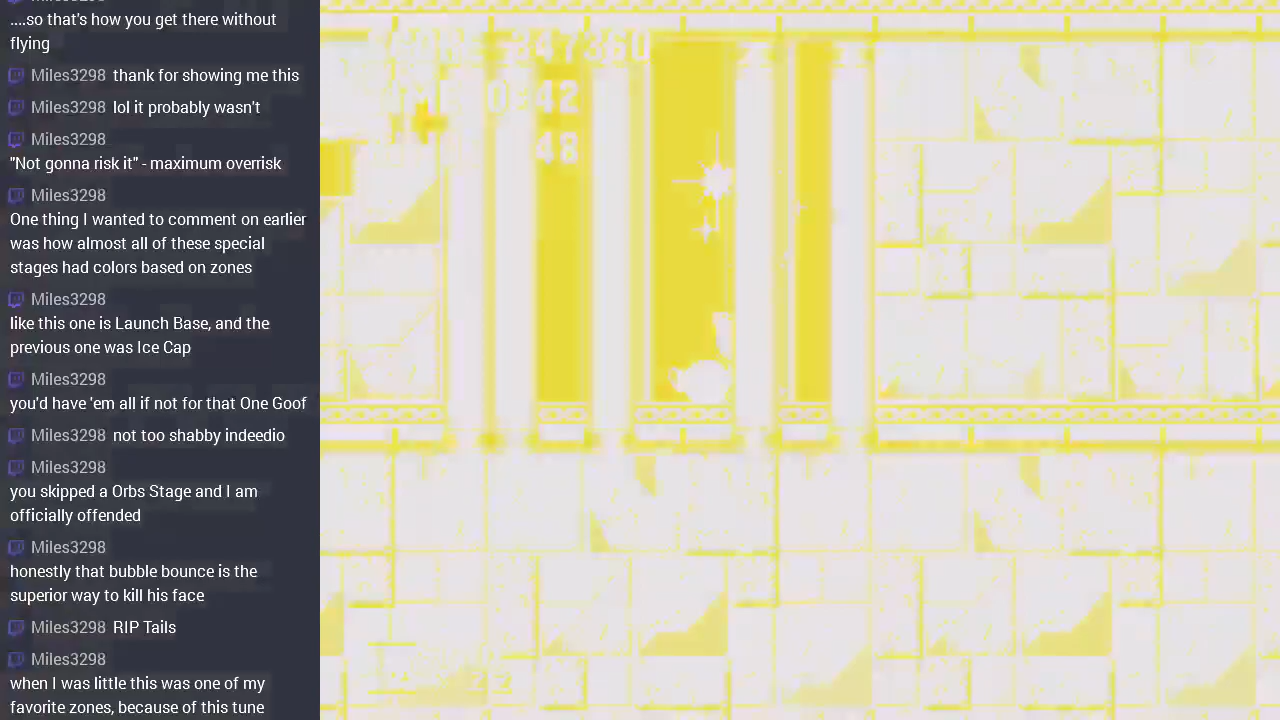 ....so that's how you get there without
flying
Miles3298 thank for showing me this
Miles3298 lol it probably wasn't
Miles3298
"Not gonna risk it" - maximum overrisk
Miles3298
One thing I wanted to comment on earlier
was how almost all of these special
stages had colors based on zones
Miles3298
like this one is Launch Base, and the
previous one was Ice Cap
Miles3298
you'd have 'em all if not for that One Goof
Miles3298 not too shabby indeedio
Miles3298
you skipped a Orbs Stage and I am
officially offended
Miles3298
honestly that bubble bounce is the
superior way to kill his face
Miles3298 RIP Tails
Miles3298
when I was little this was one of my
favorite zones, because of this tune
SCORE 347360
TIME 0:42
48